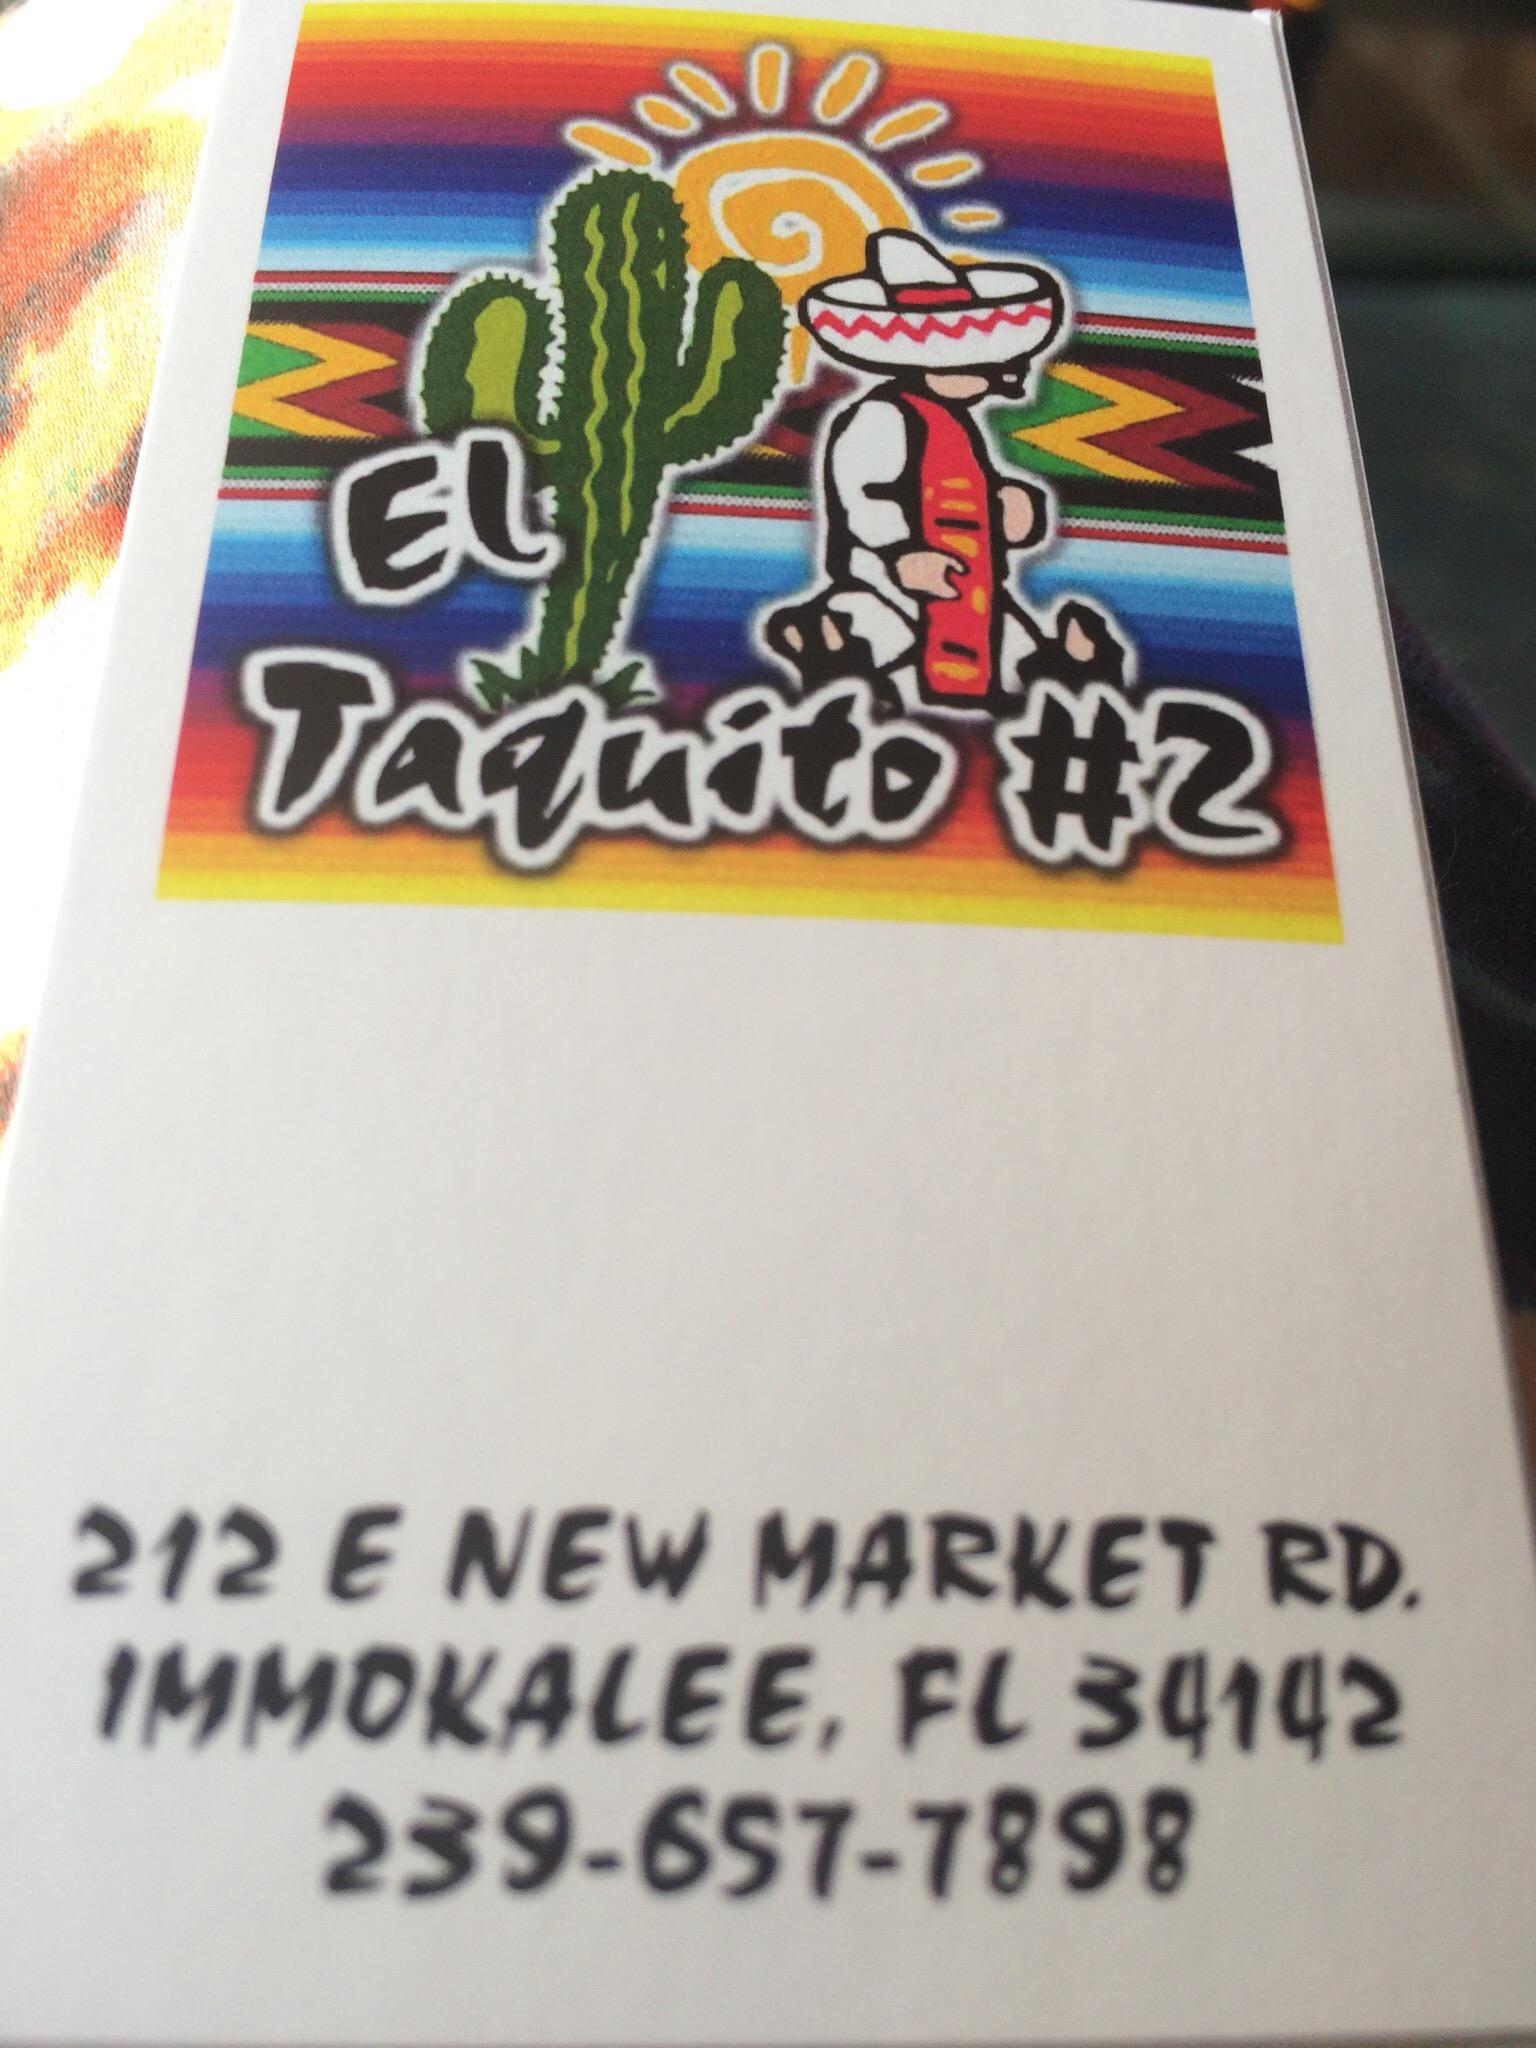 El
Taquito #2
212 E NEW MARKET RD.
IMMOKALEE, FL 34142
239-657-7898